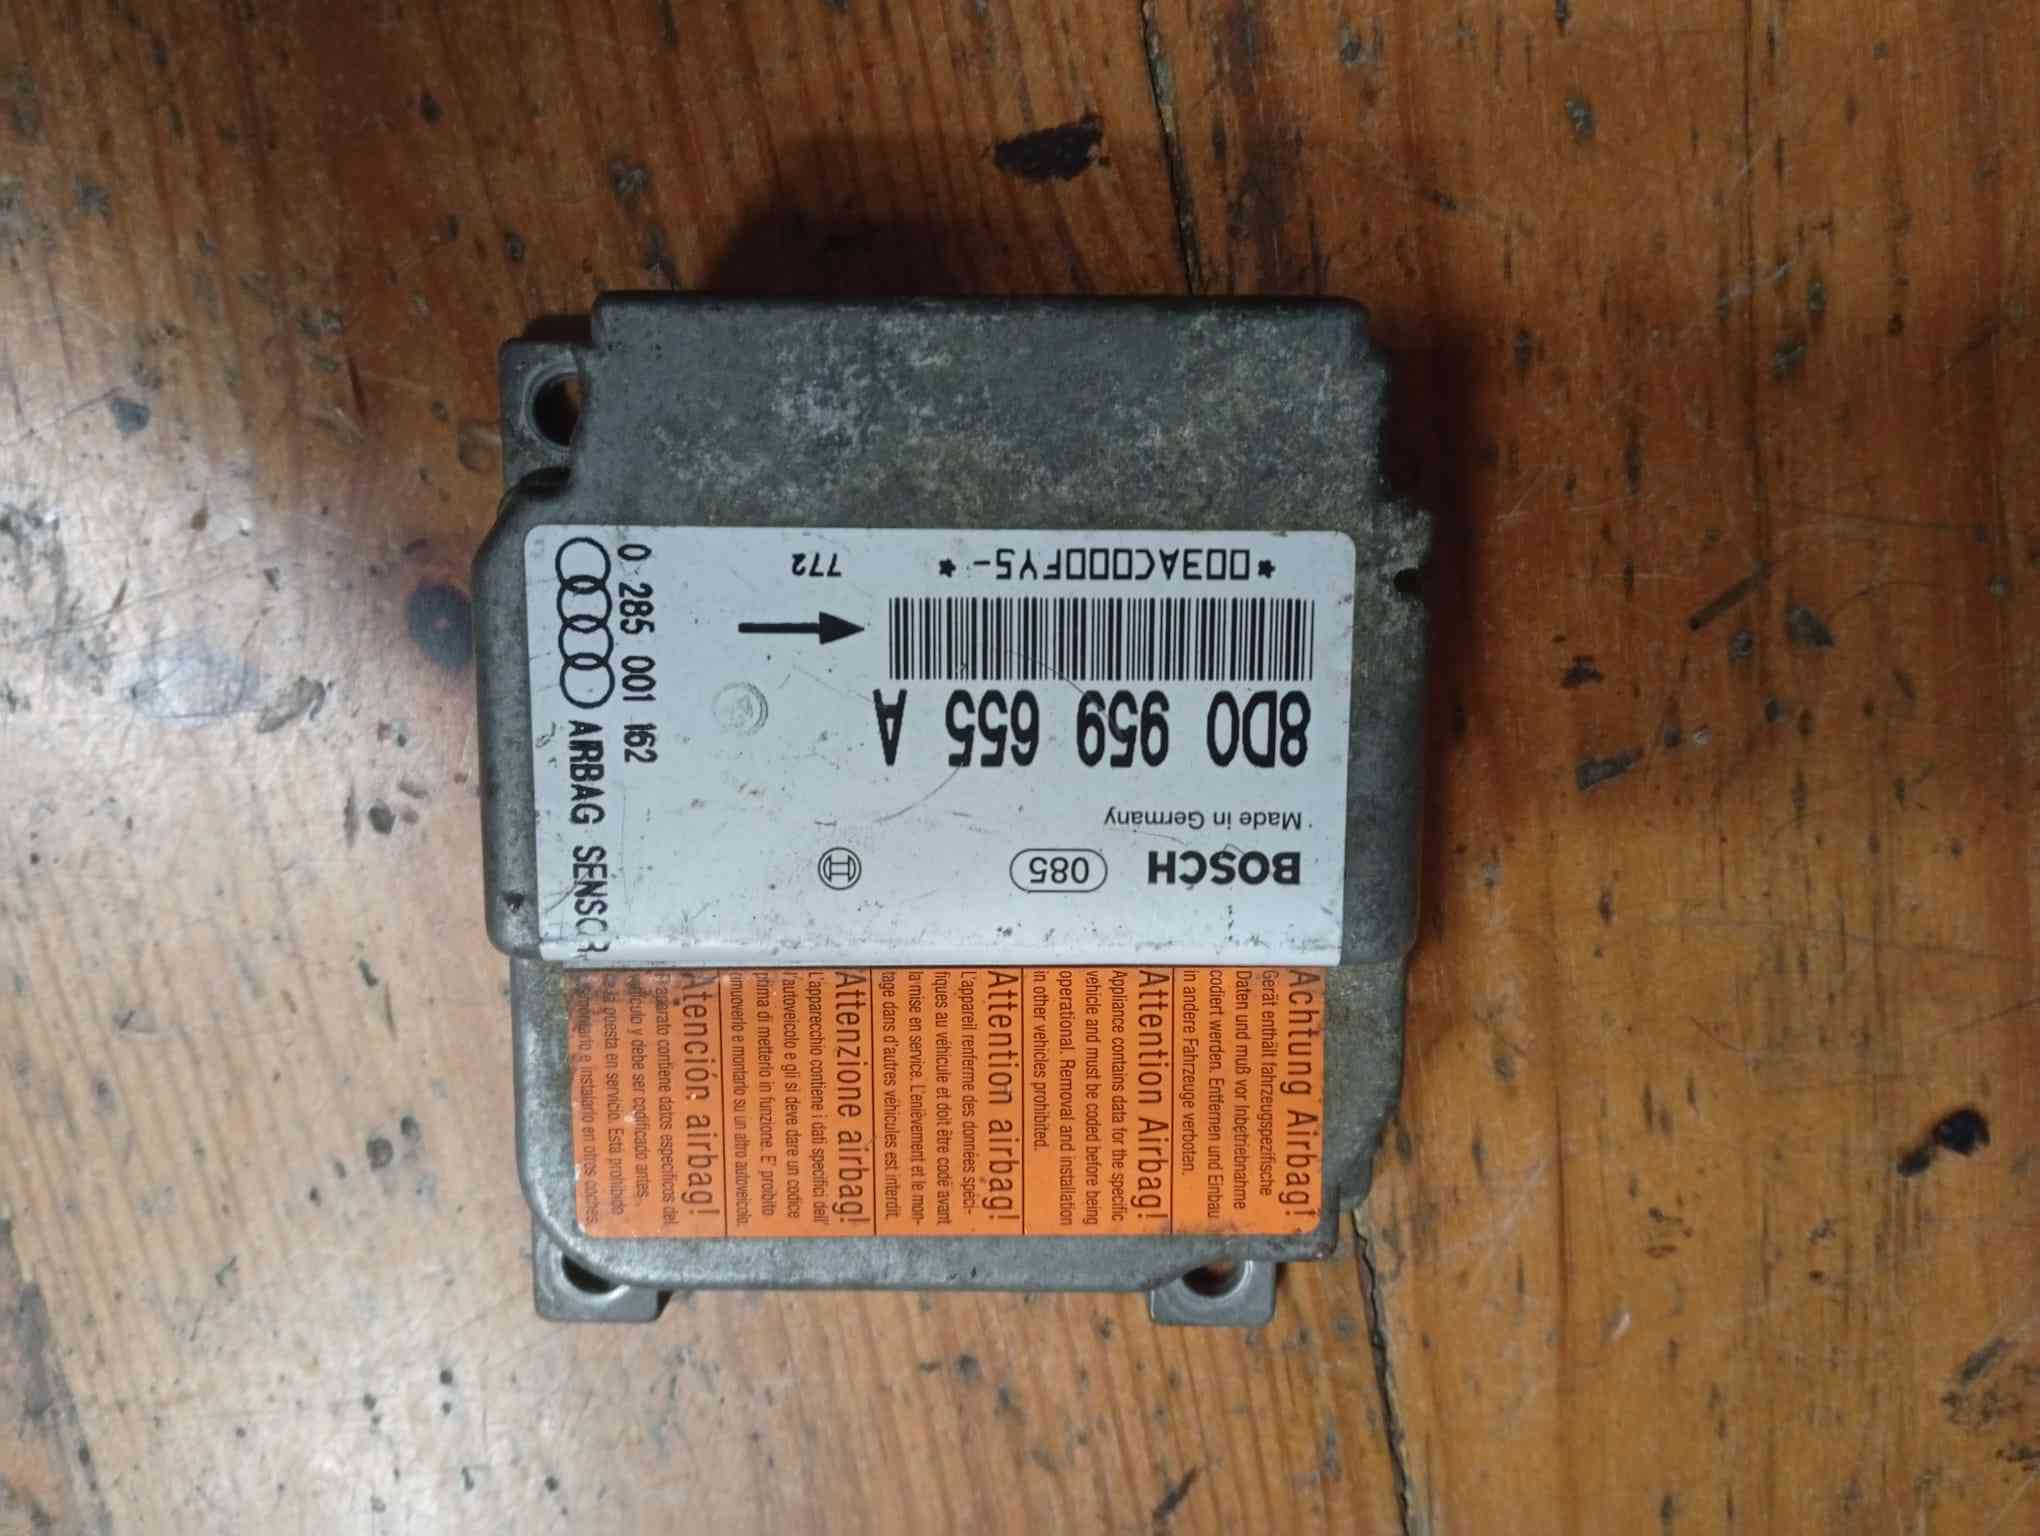 BOSCH 085
Made in Germany
8D0 959 655 A
*003AC000FY5-* 772
0 285 001 162
AIRBAG SENSOR
Achtung Airbag!
Gerät enthält fahrzeugspezifische
Daten und muß vor Inbetriebnahme
codiert werden. Entfernen und Einbau
in andere Fahrzeuge verboten.
Attention Airbag!
Appliance contains data for the specific
vehicle and must be coded before being
operational. Removal and installation
in other vehicles prohibited.
Attention airbag!
L'appareil renferme des données spéci-
fiques au véhicule et doit être codé avant
la mise en service. L'enlèvement et le mon-
tage dans d'autres véhicules est interdit.
Attenzione airbag!
L'apparecchio contiene i dati specifici dell'
l'autoveicolo e gli si deve dare un codice
prima di metterlo in funzione. E' proibito
rimuoverlo e montarlo su un altro autoveicolo.
Atención airbag!
aparato contiene datos específicos del
vehículo y debe ser codificado antes
de la puesta en servicio. Está prohibido
desmontarlo e instalarlo en otros coches.